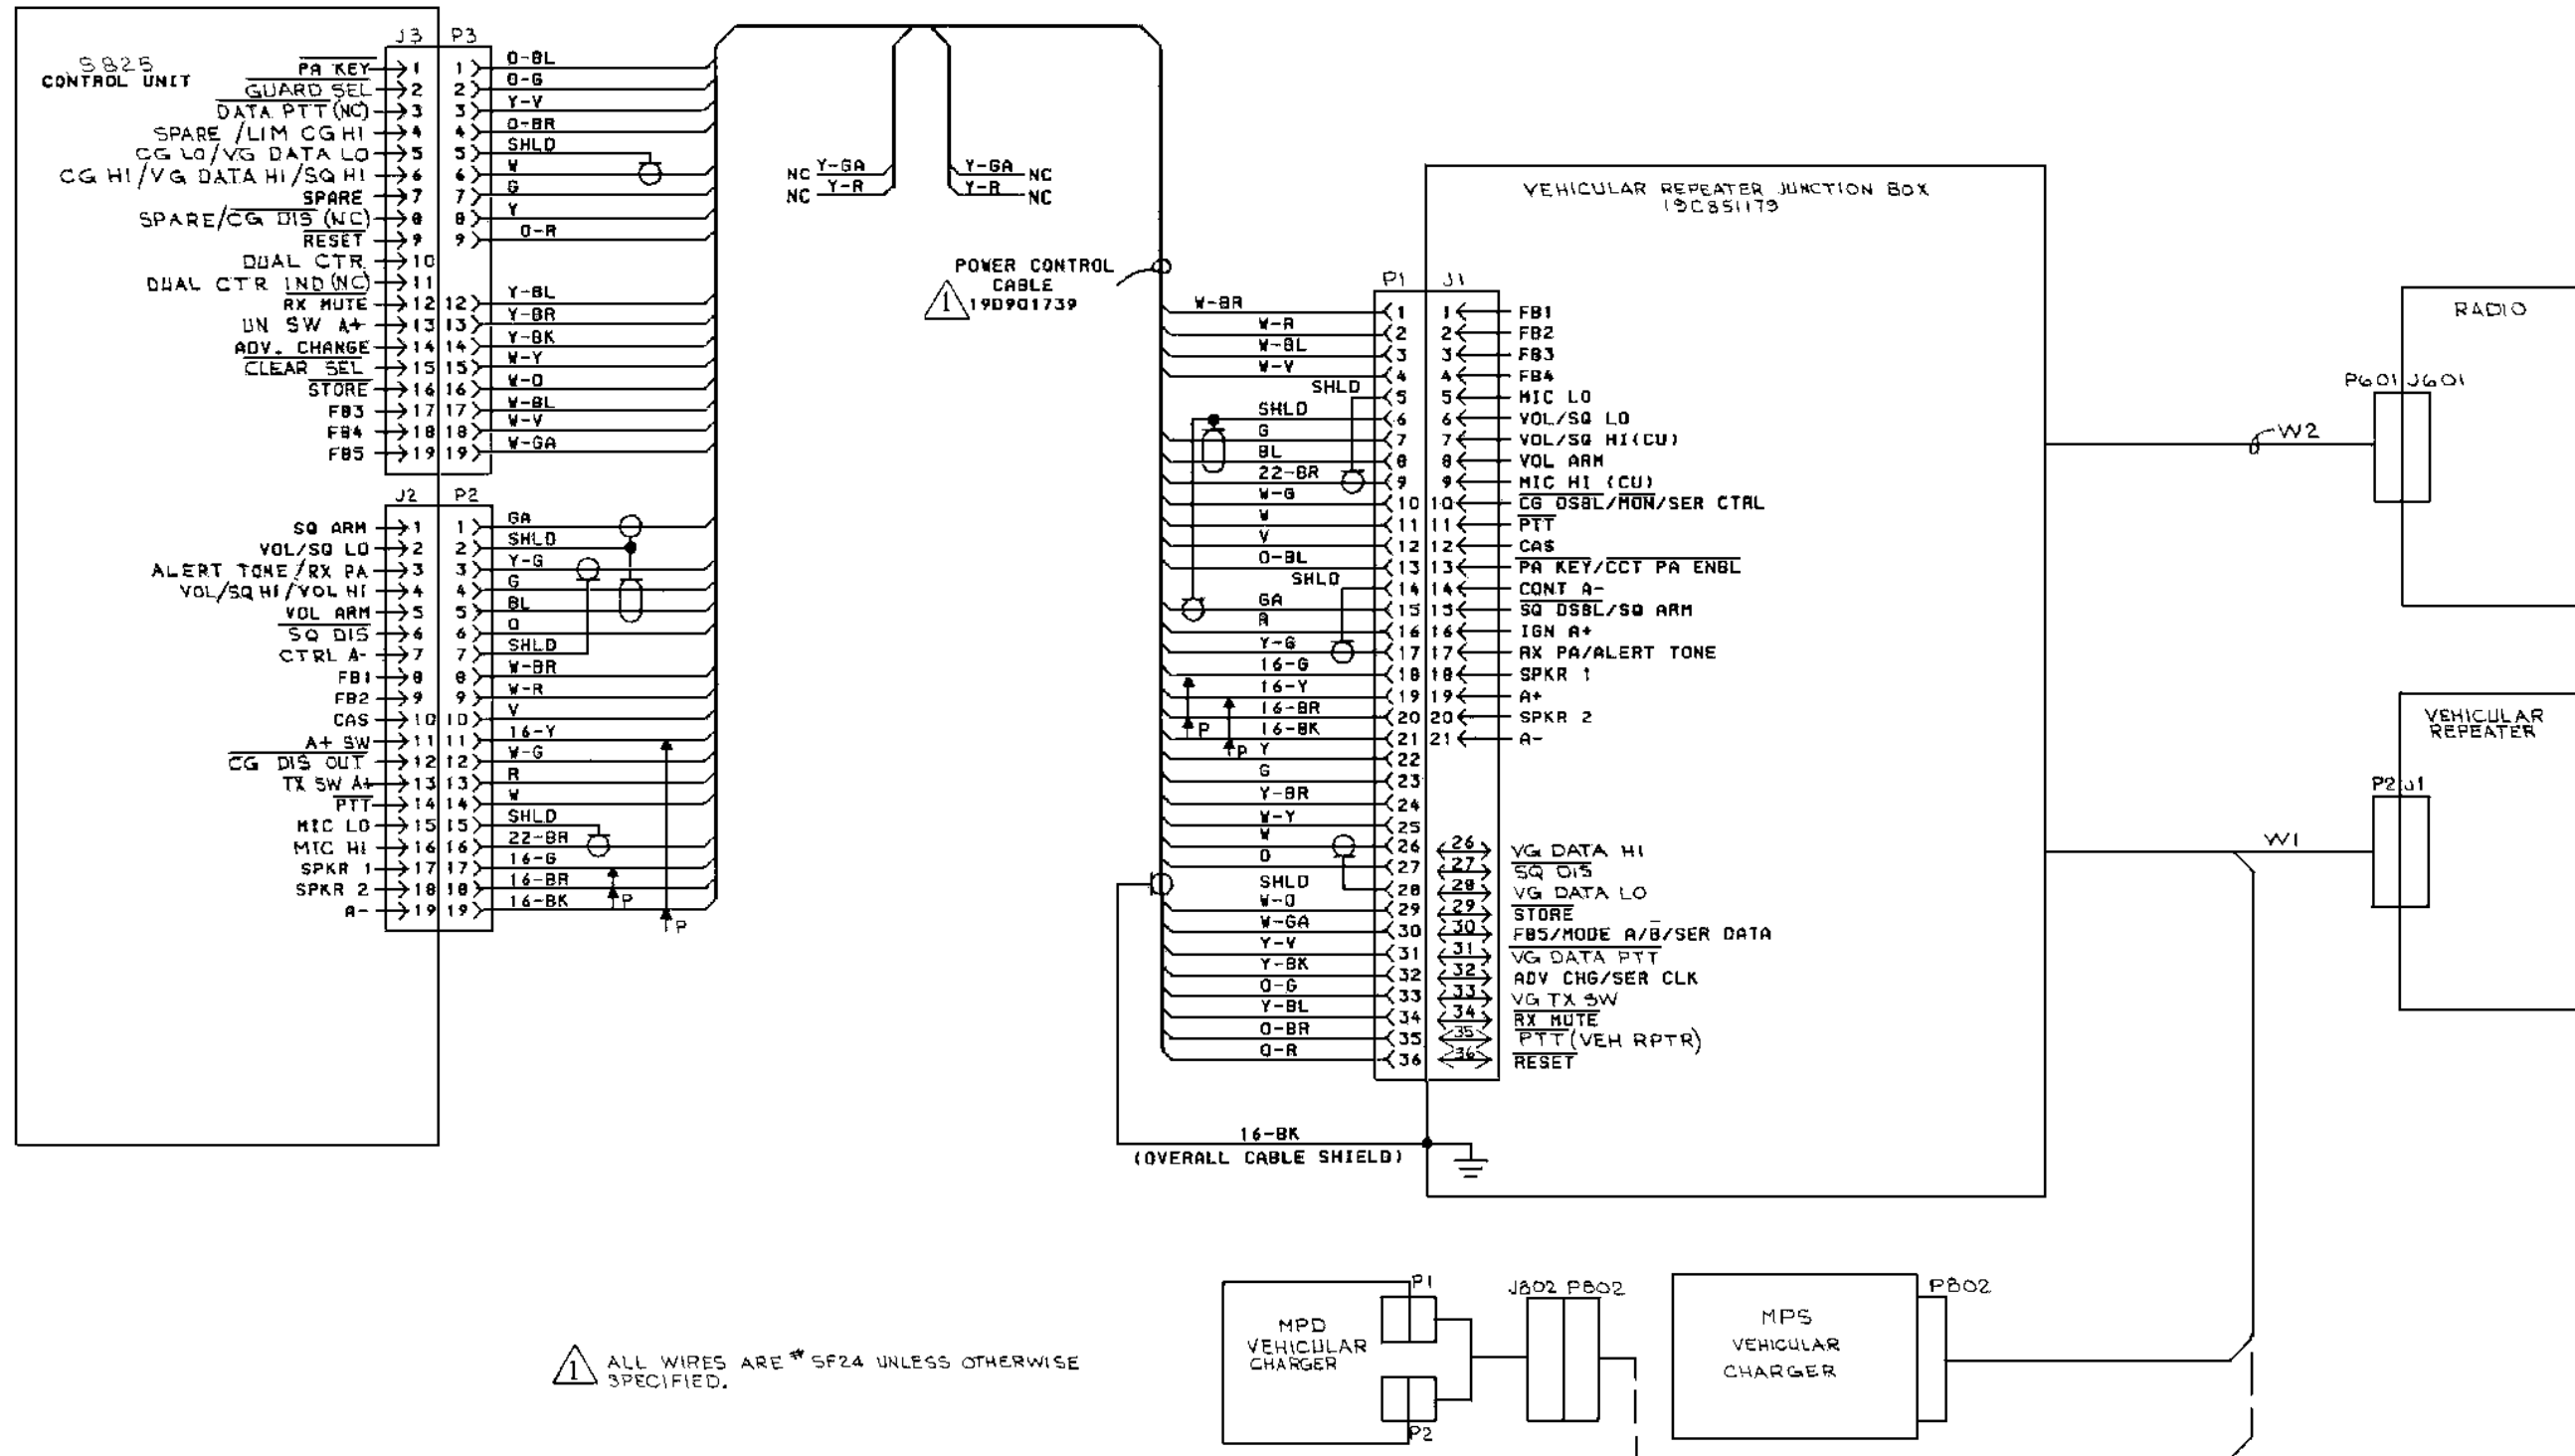 S825
CONTROL UNIT
J3 P3
PA KEY 1 1 O-BL
GUARD SEL 2 2 O-G
DATA PTT (NC) 3 3 Y-V
SPARE /LIM CG HI 4 4 O-BR
CG LO/VG DATA LO 5 5 SHLD
CG HI/VG DATA HI/SQ HI 6 6 W
SPARE 7 7 G
SPARE/CG DIS (NC) 8 8 Y
RESET 9 9 O-R
DUAL CTR 10
DUAL CTR IND (NC) 11
RX MUTE 12 12 Y-BL
UN SW A+ 13 13 Y-BR
ADV. CHANGE 14 14 Y-BK
CLEAR SEL 15 15 W-Y
STORE 16 16 W-O
FB3 17 17 W-BL
FB4 18 18 W-V
FB5 19 19 W-GA
J2 P2
SQ ARM 1 1 GA
VOL/SQ LO 2 2 SHLD
ALERT TONE/RX PA 3 3 Y-G
VOL/SQ HI/VOL HI 4 4 G
VOL ARM 5 5 BL
SQ DIS 6 6 O
CTRL A- 7 7 SHLD
FB1 8 8 W-BR
FB2 9 9 W-R
CAS 10 10 V
A+ SW 11 11 16-Y
CG DIS OUT 12 12 W-G
TX SW A+ 13 13 R
PTT 14 14 W
MIC LO 15 15 SHLD
MIC HI 16 16 22-BR
SPKR 1 17 17 16-G
SPKR 2 18 18 16-BR
A- 19 19 16-BK
P
P
NC Y-GA
NC Y-R
Y-GA NC
Y-R NC
POWER CONTROL
CABLE
1 19D901739
VEHICULAR REPEATER JUNCTION BOX
19C851179
P1 J1
W-BR 1 1 FB1
W-R 2 2 FB2
W-BL 3 3 FB3
W-V 4 4 FB4
SHLD 5 5 MIC LO
SHLD 6 6 VOL/SQ LO
G 7 7 VOL/SQ HI(CU)
BL 8 8 VOL ARM
22-BR 9 9 MIC HI (CU)
W-G 10 10 CG DSBL/MON/SER CTRL
W 11 11 PTT
V 12 12 CAS
O-BL 13 13 PA KEY/CCT PA ENBL
SHLD 14 14 CONT A-
GA 15 15 SQ DSBL/SQ ARM
R 16 16 IGN A+
Y-G 17 17 RX PA/ALERT TONE
16-G 18 18 SPKR 1
16-Y 19 19 A+
16-BR 20 20 SPKR 2
P 16-BK 21 21 A-
P Y 22
G 23
Y-BR 24
W-Y 25
W 26 26 VG DATA HI
O 27 27 SQ DIS
SHLD 28 28 VG DATA LO
W-O 29 29 STORE
W-GA 30 30 FB5/MODE A/B̅/SER DATA
Y-V 31 31 VG DATA PTT
Y-BK 32 32 ADV CHG/SER CLK
O-G 33 33 VG TX SW
Y-BL 34 34 RX MUTE
O-BR 35 35 PTT (VEH RPTR)
O-R 36 36 RESET
16-BK
(OVERALL CABLE SHIELD)
RADIO
P601 J601
W2
VEHICULAR
REPEATER
P2 J1
W1
P1
MPD
VEHICULAR
CHARGER
P2
J802 P802
MPS
VEHICULAR
CHARGER
P802
1 ALL WIRES ARE # SF24 UNLESS OTHERWISE
SPECIFIED.